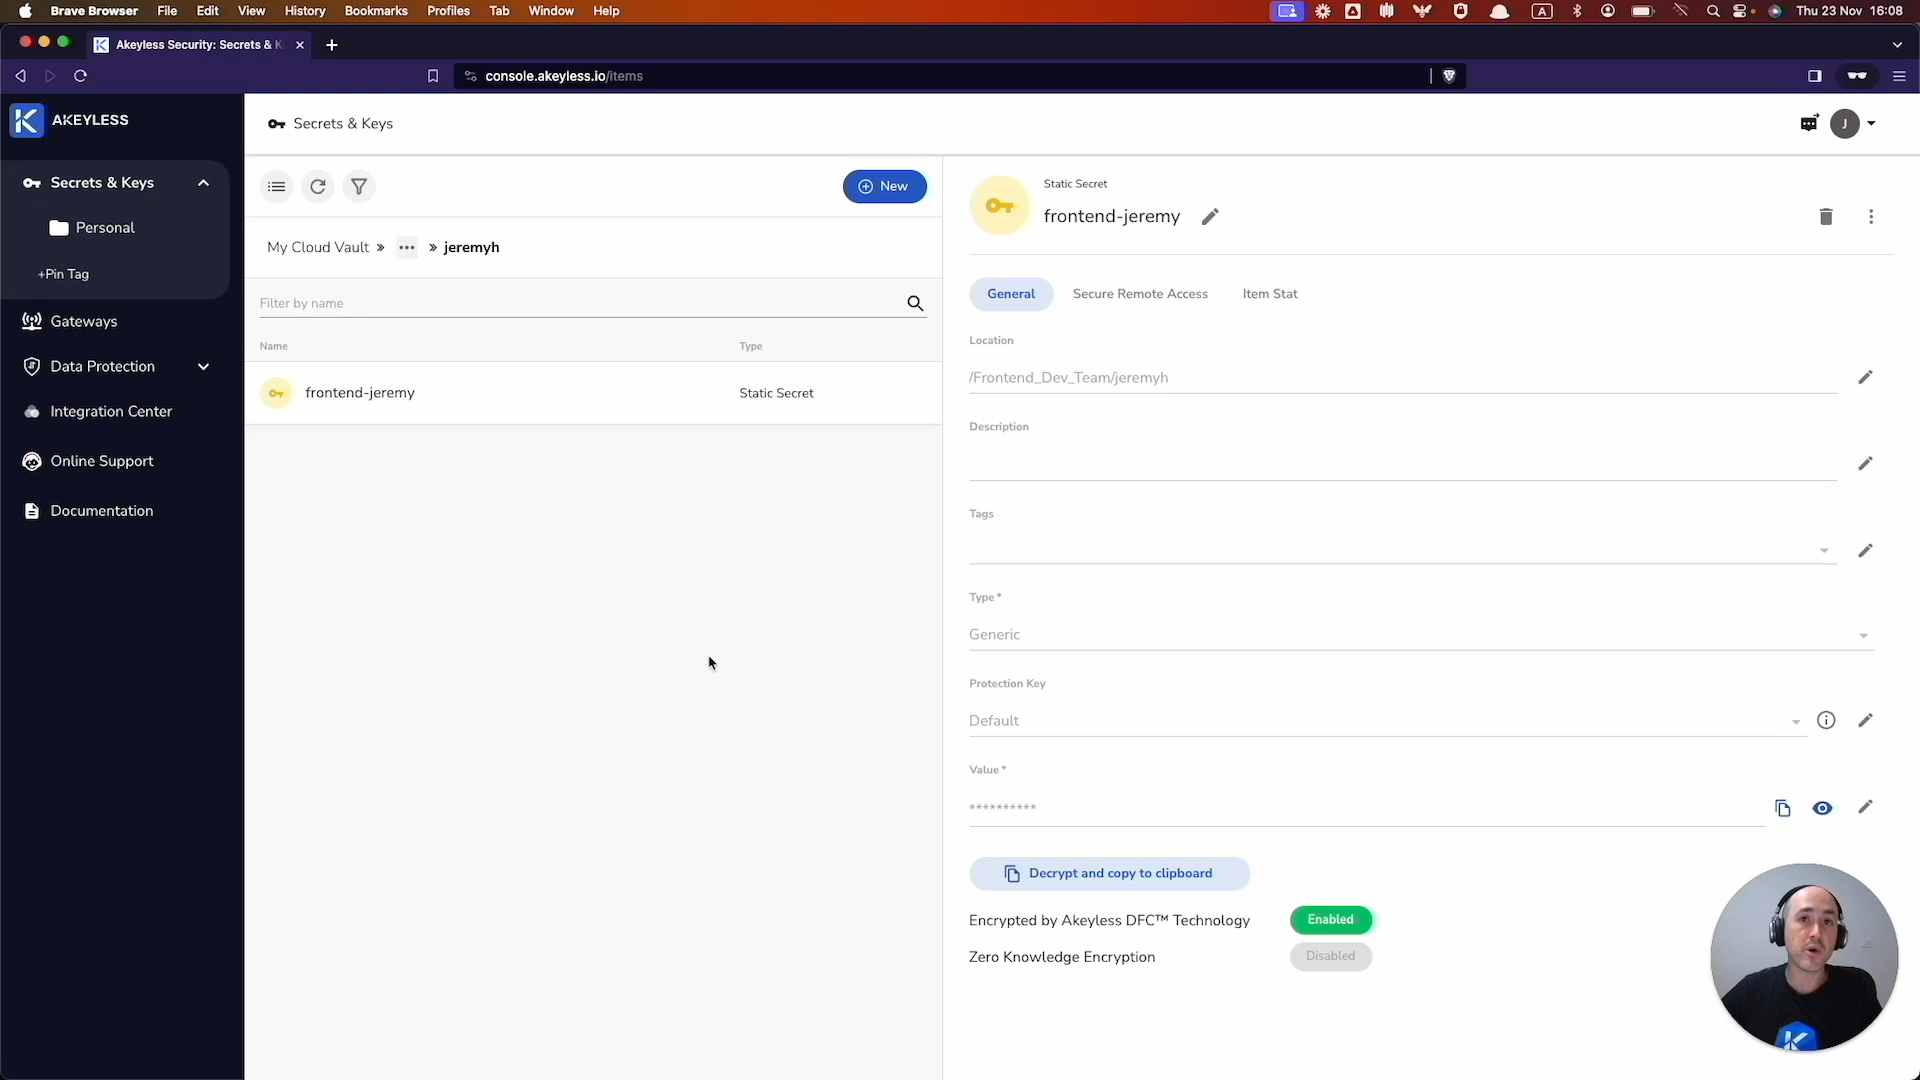 Brave Browser File Edit View History Bookmarks Profiles Tab Window Help
A
Thu 23 Nov 16:08
Akeyless Security: Secrets & K
console.akeyless.io/items
AKEYLESS
Secrets & Keys
Personal
+Pin Tag
Gateways
Data Protection
Integration Center
Online Support
Documentation
Secrets & Keys
J
New
My Cloud Vault » ••• » jeremyh
Filter by name
Name Type
frontend-jeremy Static Secret
Static Secret
frontend-jeremy
General Secure Remote Access Item Stat
Location
/Frontend_Dev_Team/jeremyh
Description
Tags
Type *
Generic
Protection Key
Default
Value *
**********
Decrypt and copy to clipboard
Encrypted by Akeyless DFC™ Technology Enabled
Zero Knowledge Encryption Disabled